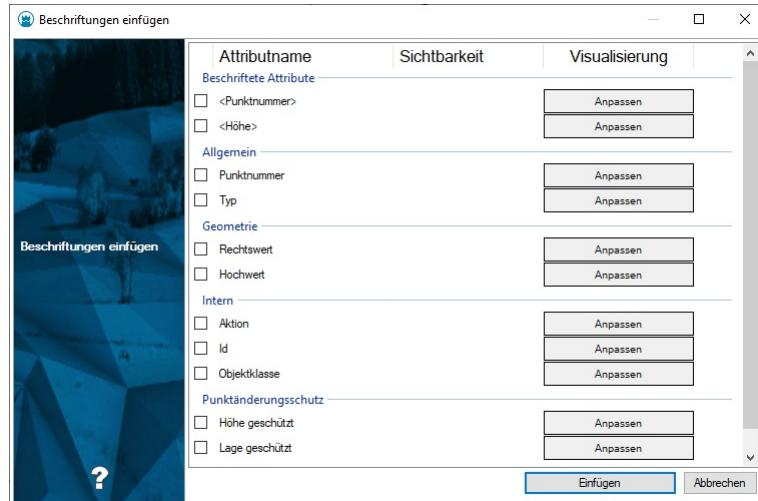 Beschriftungen einfügen
Attributname Sichtbarkeit Visualisierung
Beschriftete Attribute
<Punktnummer> Anpassen
<Höhe> Anpassen
Allgemein
Punktnummer Anpassen
Typ Anpassen
Geometrie
Rechtswert Anpassen
Beschriftungen einfügen
Hochwert Anpassen
Intern
Aktion Anpassen
Id Anpassen
Objektklasse Anpassen
Punktänderungsschutz
Höhe geschützt Anpassen
Lage geschützt Anpassen
?
Einfügen Abbrechen